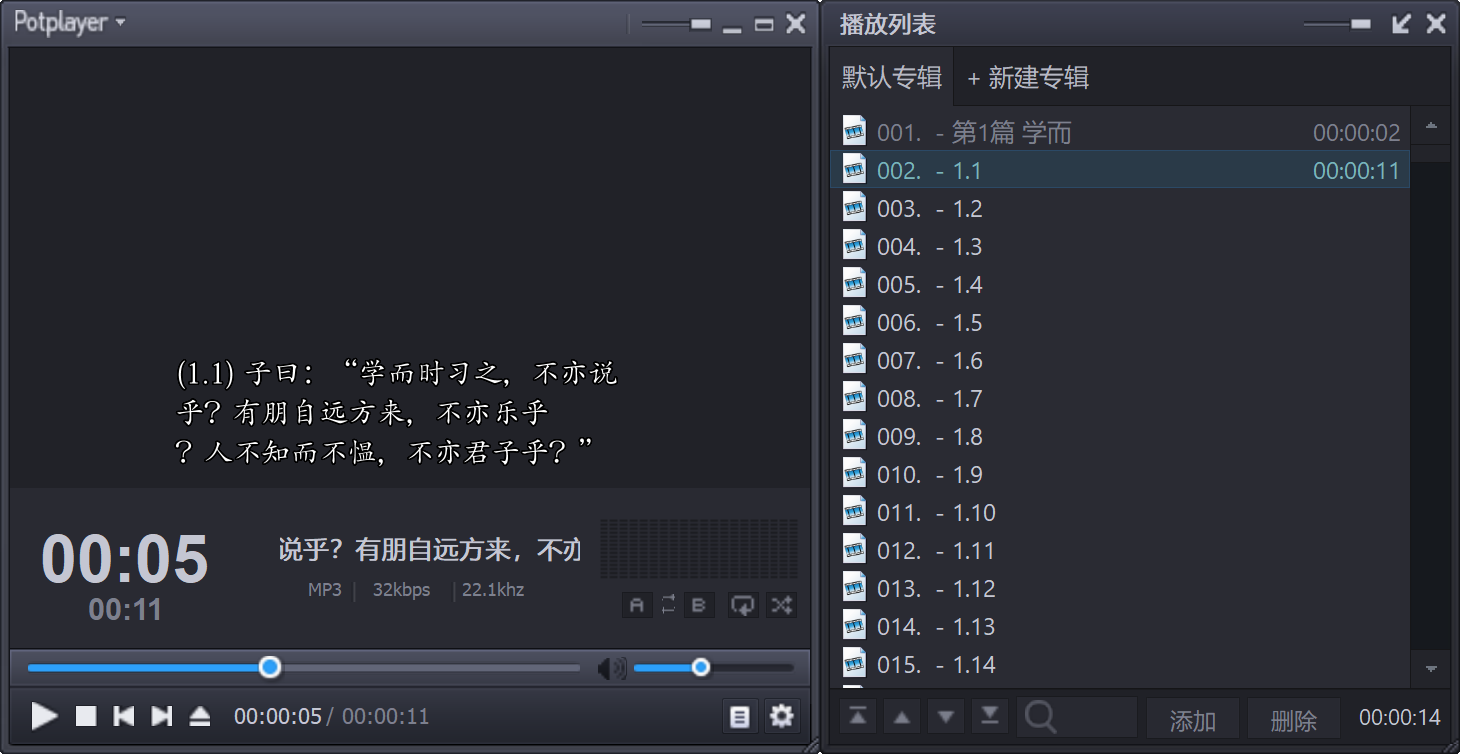 Potplayer
(1.1) 子曰：“学而时习之，不亦说
乎？有朋自远方来，不亦乐乎
？人不知而不愠，不亦君子乎？”
00:05
00:11
说乎？有朋自远方来，不亦
MP3 | 32kbps | 22.1khz
A B
00:00:05 / 00:00:11
播放列表
默认专辑 + 新建专辑
001. - 第1篇 学而 00:00:02
002. - 1.1 00:00:11
003. - 1.2
004. - 1.3
005. - 1.4
006. - 1.5
007. - 1.6
008. - 1.7
009. - 1.8
010. - 1.9
011. - 1.10
012. - 1.11
013. - 1.12
014. - 1.13
015. - 1.14
添加 删除 00:00:14